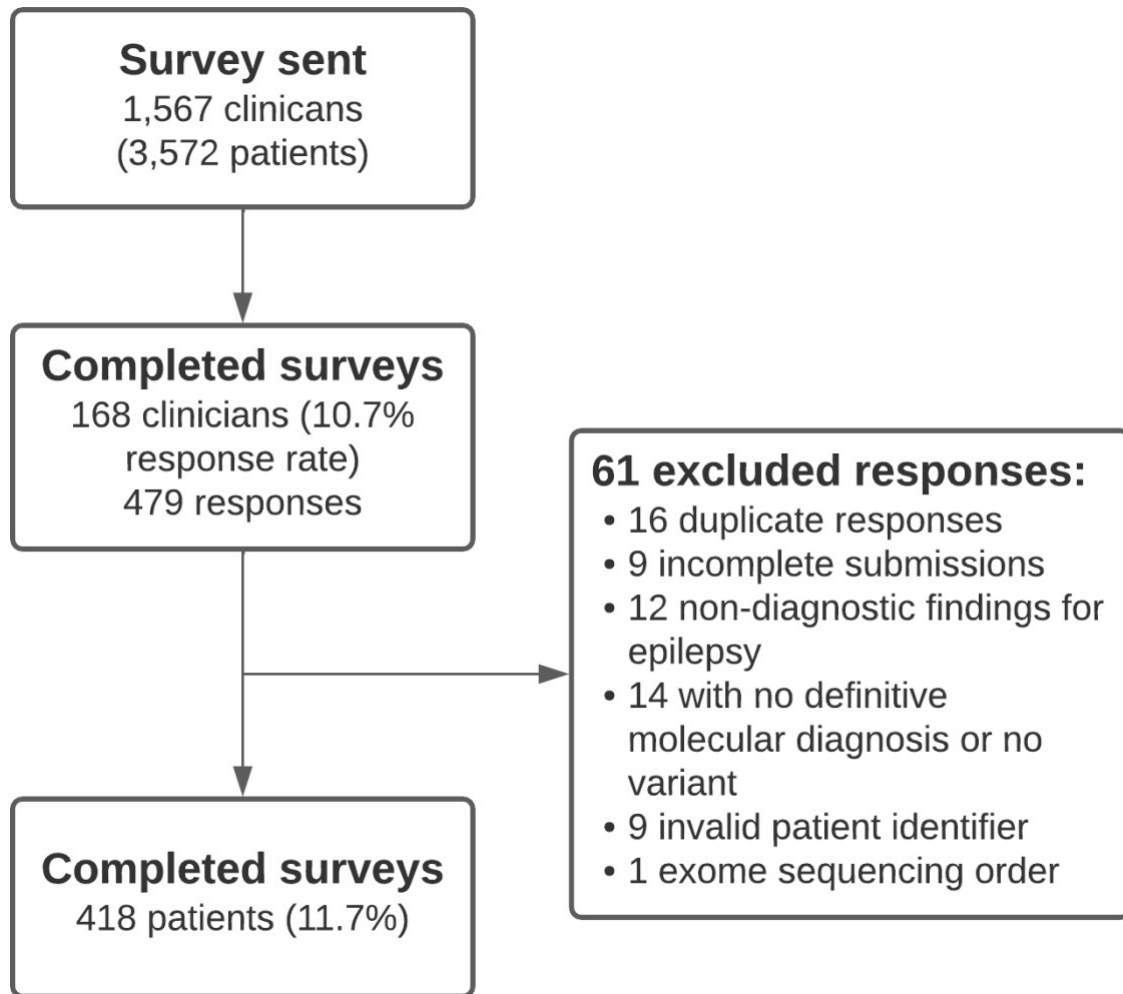 Survey sent
1,567 clinicans
(3,572 patients)
Completed surveys
168 clinicians (10.7%
response rate)
479 responses
61 excluded responses:
• 16 duplicate responses
• 9 incomplete submissions
• 12 non-diagnostic findings for
epilepsy
• 14 with no definitive
molecular diagnosis or no
variant
• 9 invalid patient identifier
• 1 exome sequencing order
Completed surveys
418 patients (11.7%)